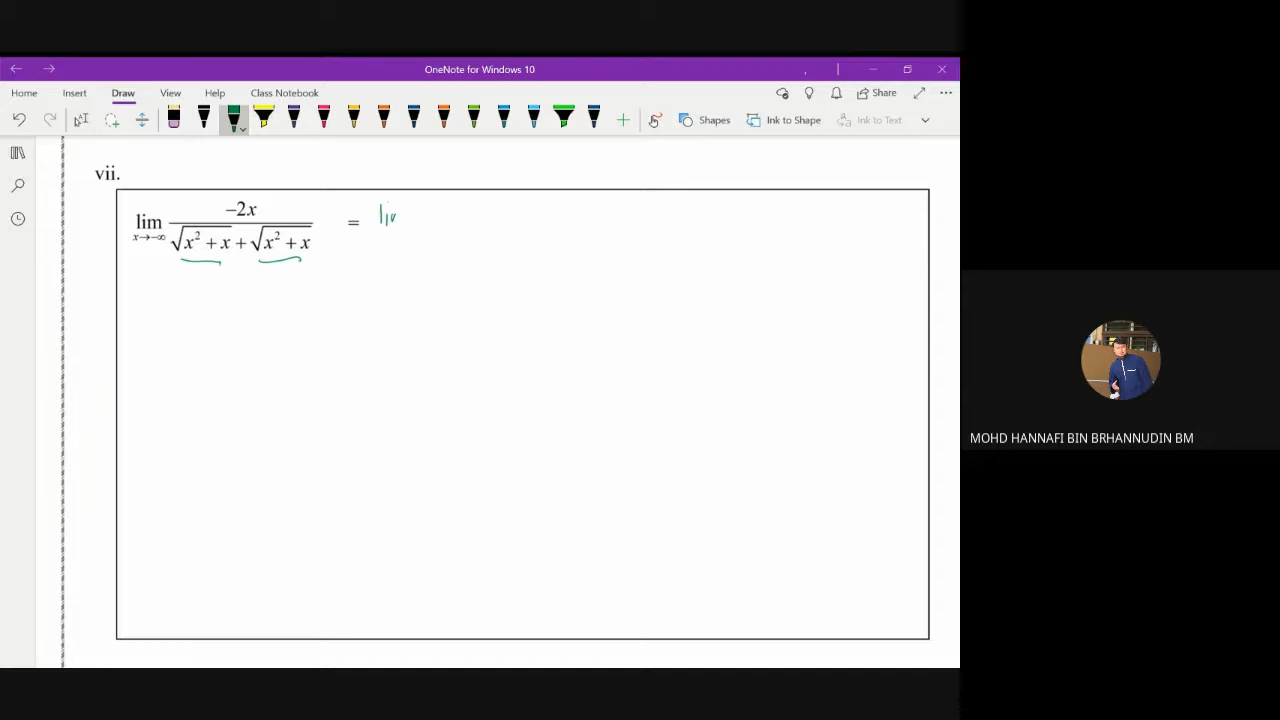 OneNote for Windows 10
Home Insert Draw View Help Class Notebook Share
Shapes Ink to Shape Ink to Text
vii.
lim x→-∞ -2x / √x² + x + √x² + x =
MOHD HANNAFI BIN BRHANNUDIN BM